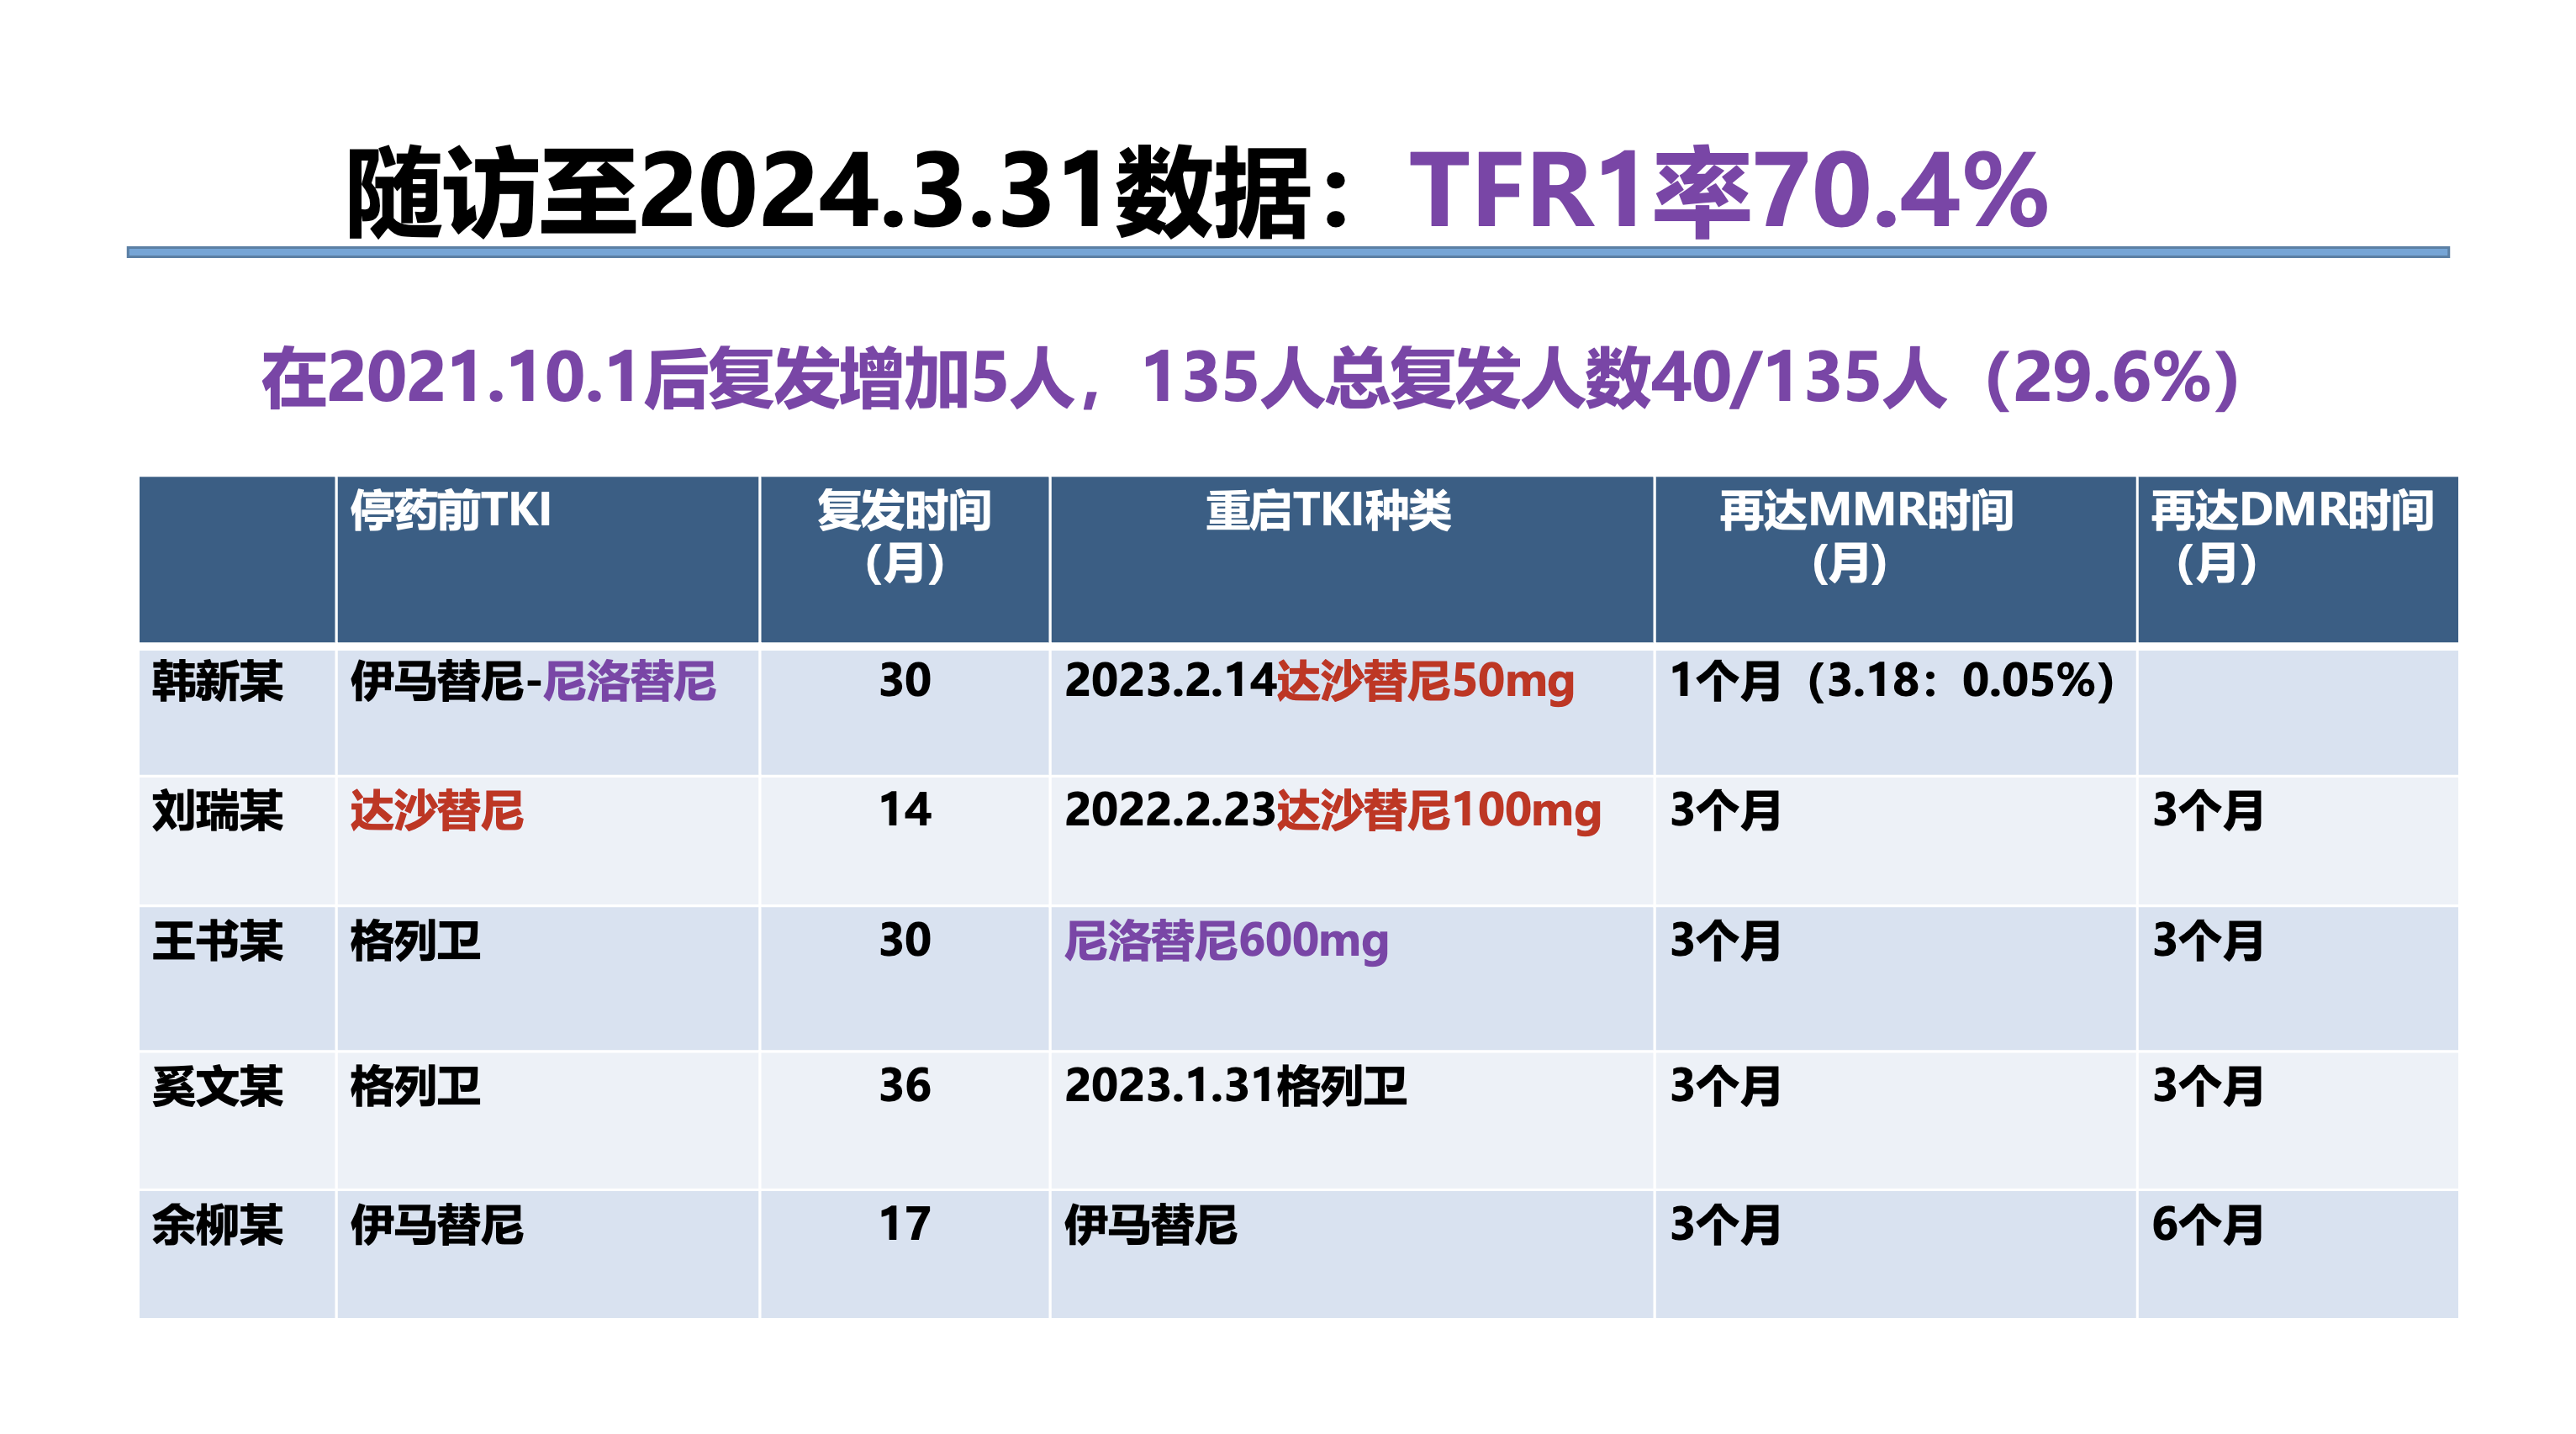 随访至2024.3.31数据：TFR1率70.4%
在2021.10.1后复发增加5人，135人总复发人数40/135人（29.6%）
停药前TKI 复发时间（月） 重启TKI种类 再达MMR时间（月） 再达DMR时间（月）
韩新某 伊马替尼-尼洛替尼 30 2023.2.14达沙替尼50mg 1个月（3.18：0.05%）
刘瑞某 达沙替尼 14 2022.2.23达沙替尼100mg 3个月 3个月
王书某 格列卫 30 尼洛替尼600mg 3个月 3个月
奚文某 格列卫 36 2023.1.31格列卫 3个月 3个月
余柳某 伊马替尼 17 伊马替尼 3个月 6个月